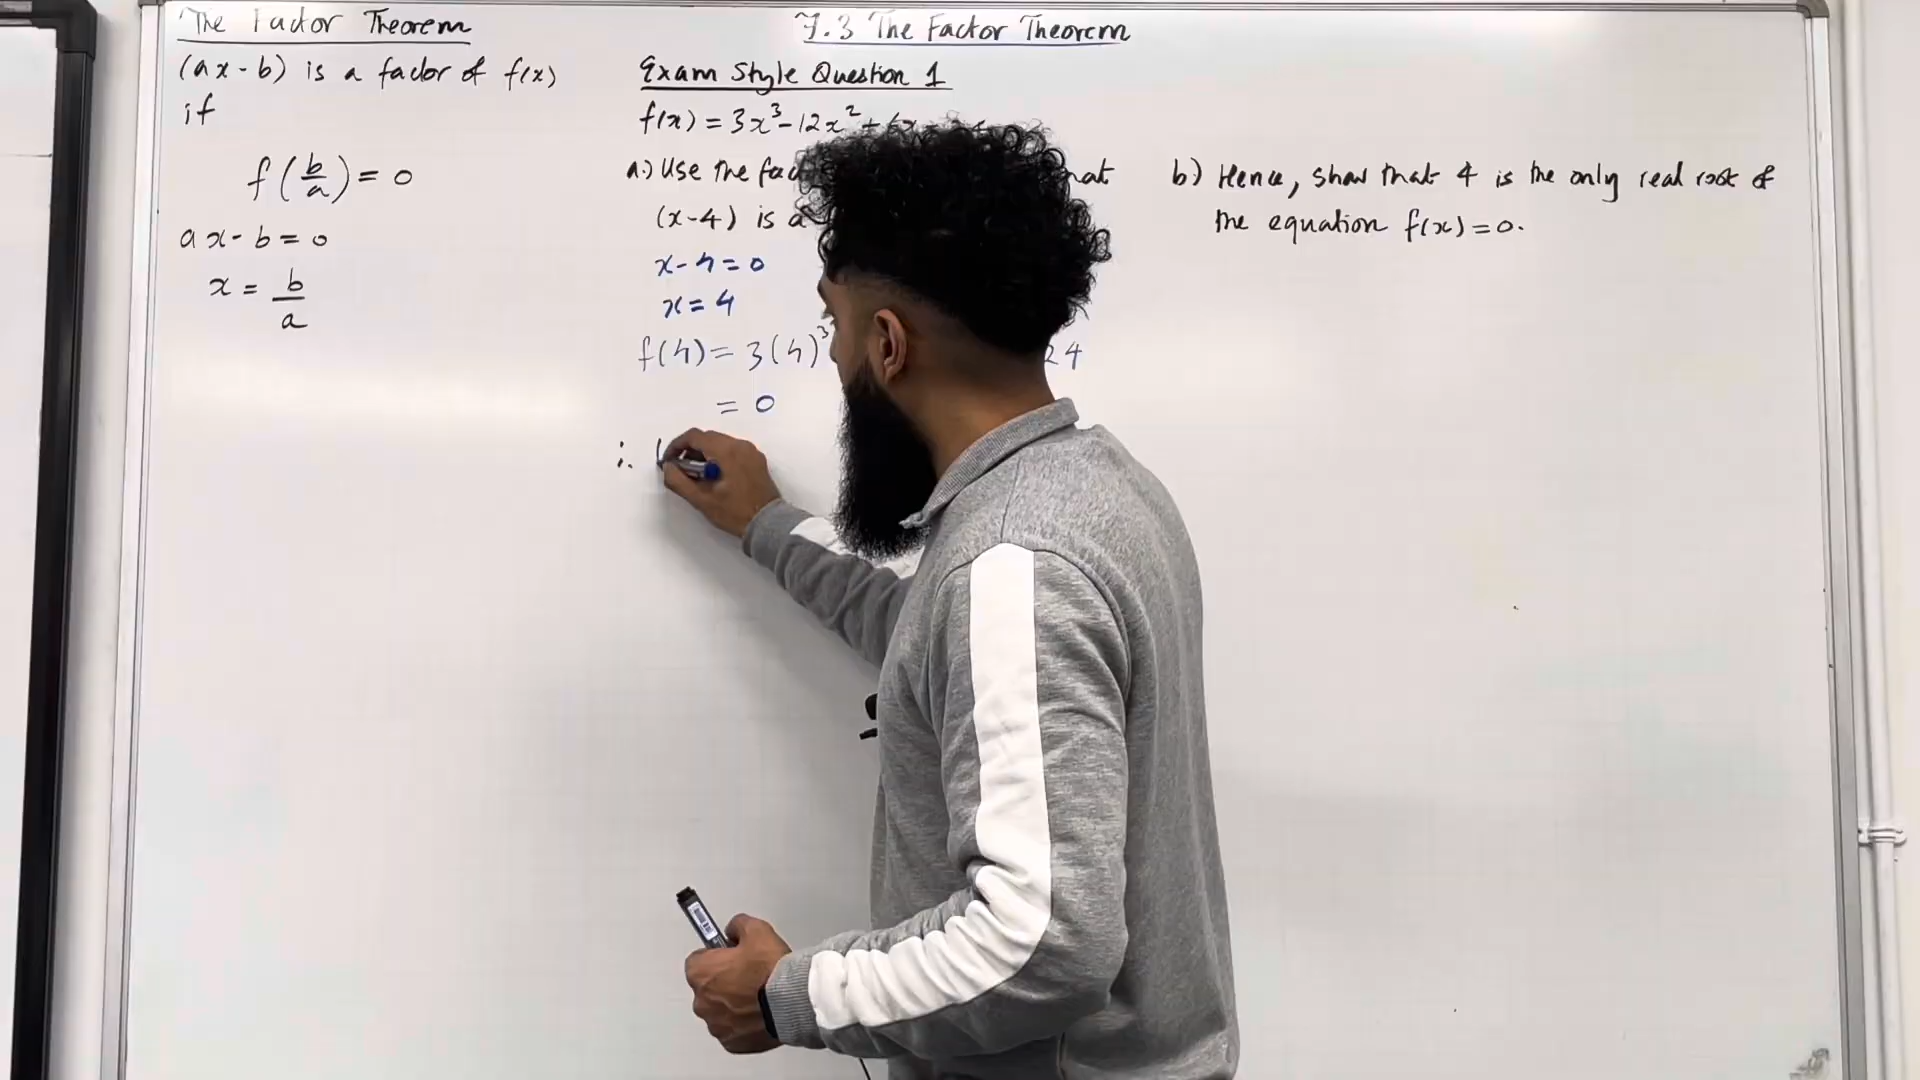 The Factor Theorem
(ax-b) is a factor of f(x)
if
f(b/a) = 0
ax-b=0
x = b/a
7.3 The Factor Theorem
Exam Style Question 1
f(x) = 3x³-12x²+6x-24
a.) Use the
(x-4) is a
x-4=0
x=4
f(4) = 3(4)³ 24
= 0
∴
b.) Hence, show that 4 is the only real root of
the equation f(x)=0.